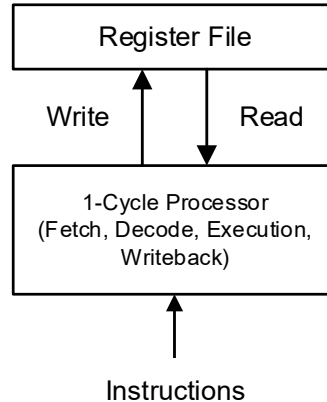 Register File
Write
Read
1-Cycle Processor
(Fetch, Decode, Execution,
Writeback)
Instructions